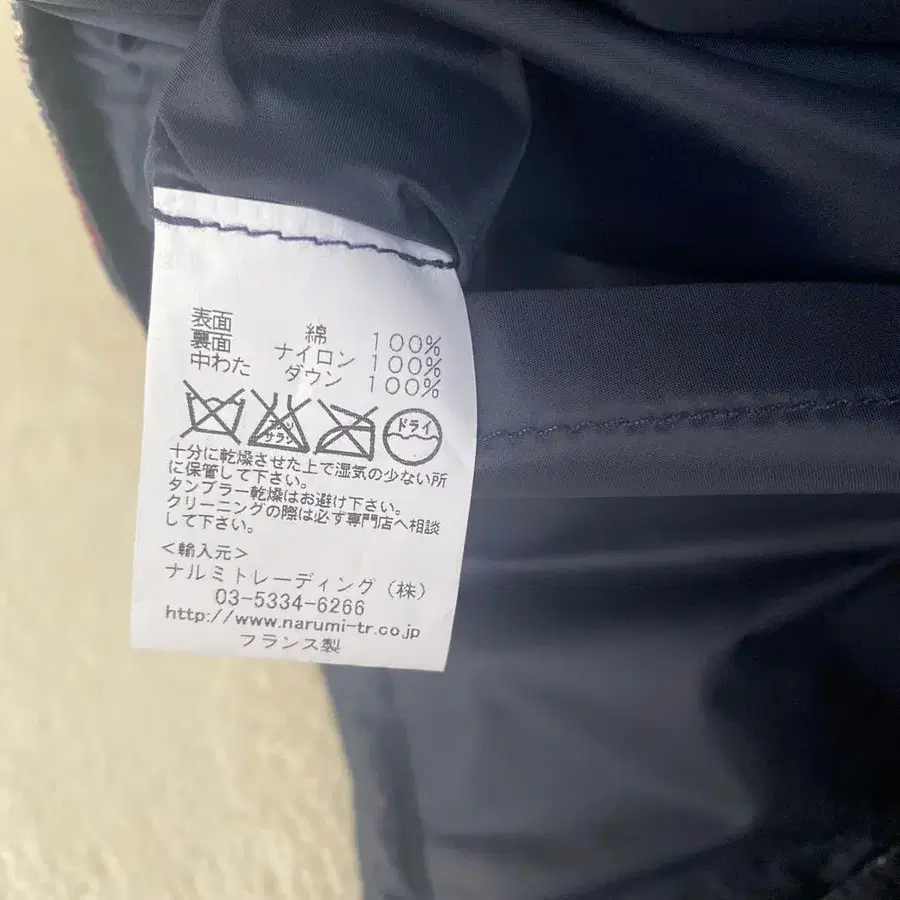 表面 綿 100%
裏面 ナイロン 100%
中わた ダウン 100%
サラシ ドライ
十分に乾燥させた上で湿気の少ない所
に保管して下さい。
タンブラー乾燥はお避け下さい。
クリーニングの際は必ず専門店へ相談
して下さい。
<輸入元>
ナルミトレーディング(株)
03-5334-6266
http://www.narumi-tr.co.jp
フランス製